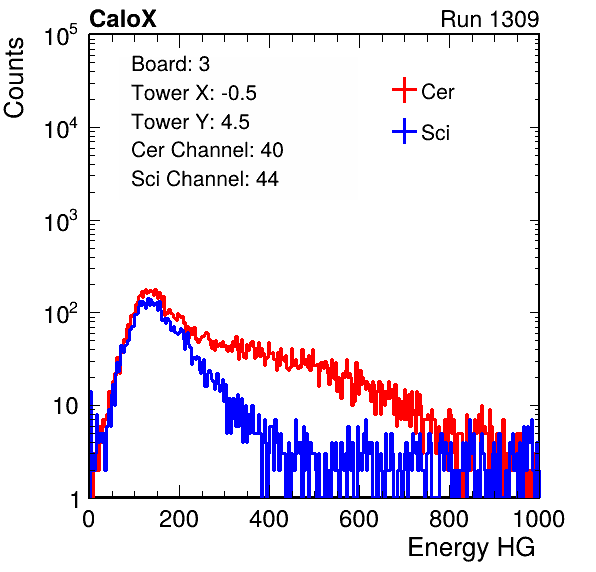 CaloX Run 1309
Counts
Board: 3
Tower X: -0.5
Tower Y: 4.5
Cer Channel: 40
Sci Channel: 44
Cer
Sci
10^5
10^4
10^3
10^2
10
1
0 200 400 600 800 1000
Energy HG